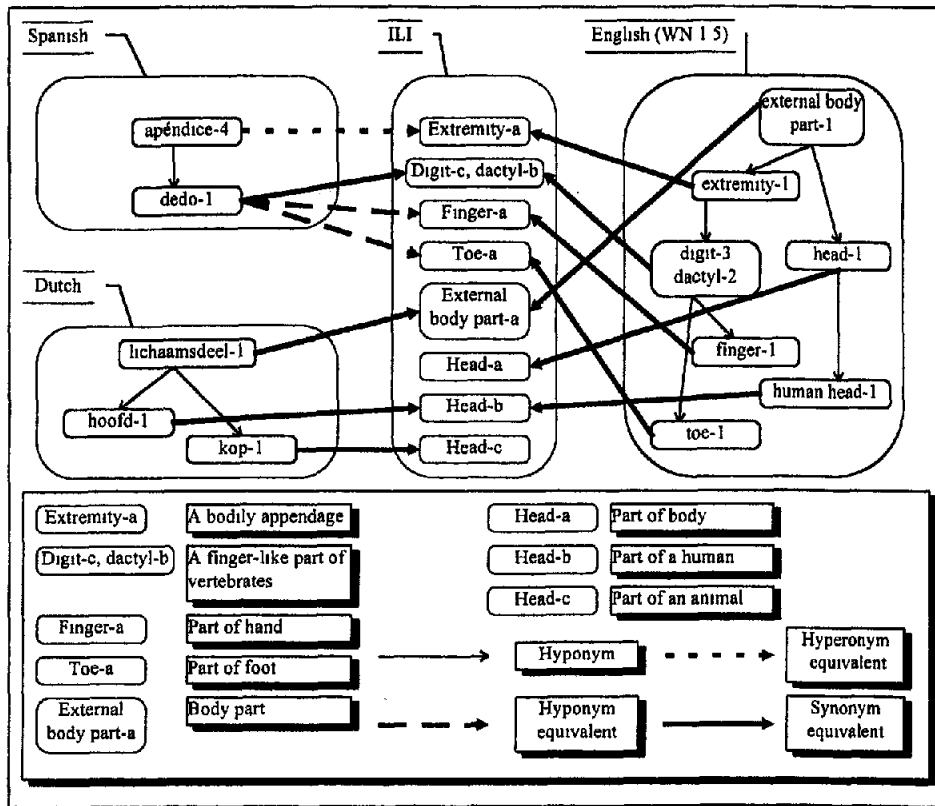 Spanish
ILI
English (WN 1 5)
apéndice-4
dedo-1
Dutch
lichaamsdeel-1
hoofd-1
kop-1
Extremity-a
Digit-c, dactyl-b
Finger-a
Toe-a
External
body part-a
Head-a
Head-b
Head-c
external body
part-1
extremity-1
digit-3
dactyl-2
head-1
finger-1
human head-1
toe-1
Extremity-a
A bodily appendage
Digit-c, dactyl-b
A finger-like part of
vertebrates
Finger-a
Part of hand
Toe-a
Part of foot
External
body part-a
Body part
Head-a
Part of body
Head-b
Part of a human
Head-c
Part of an animal
Hyponym
Hyperonym
equivalent
Hyponym
equivalent
Synonym
equivalent